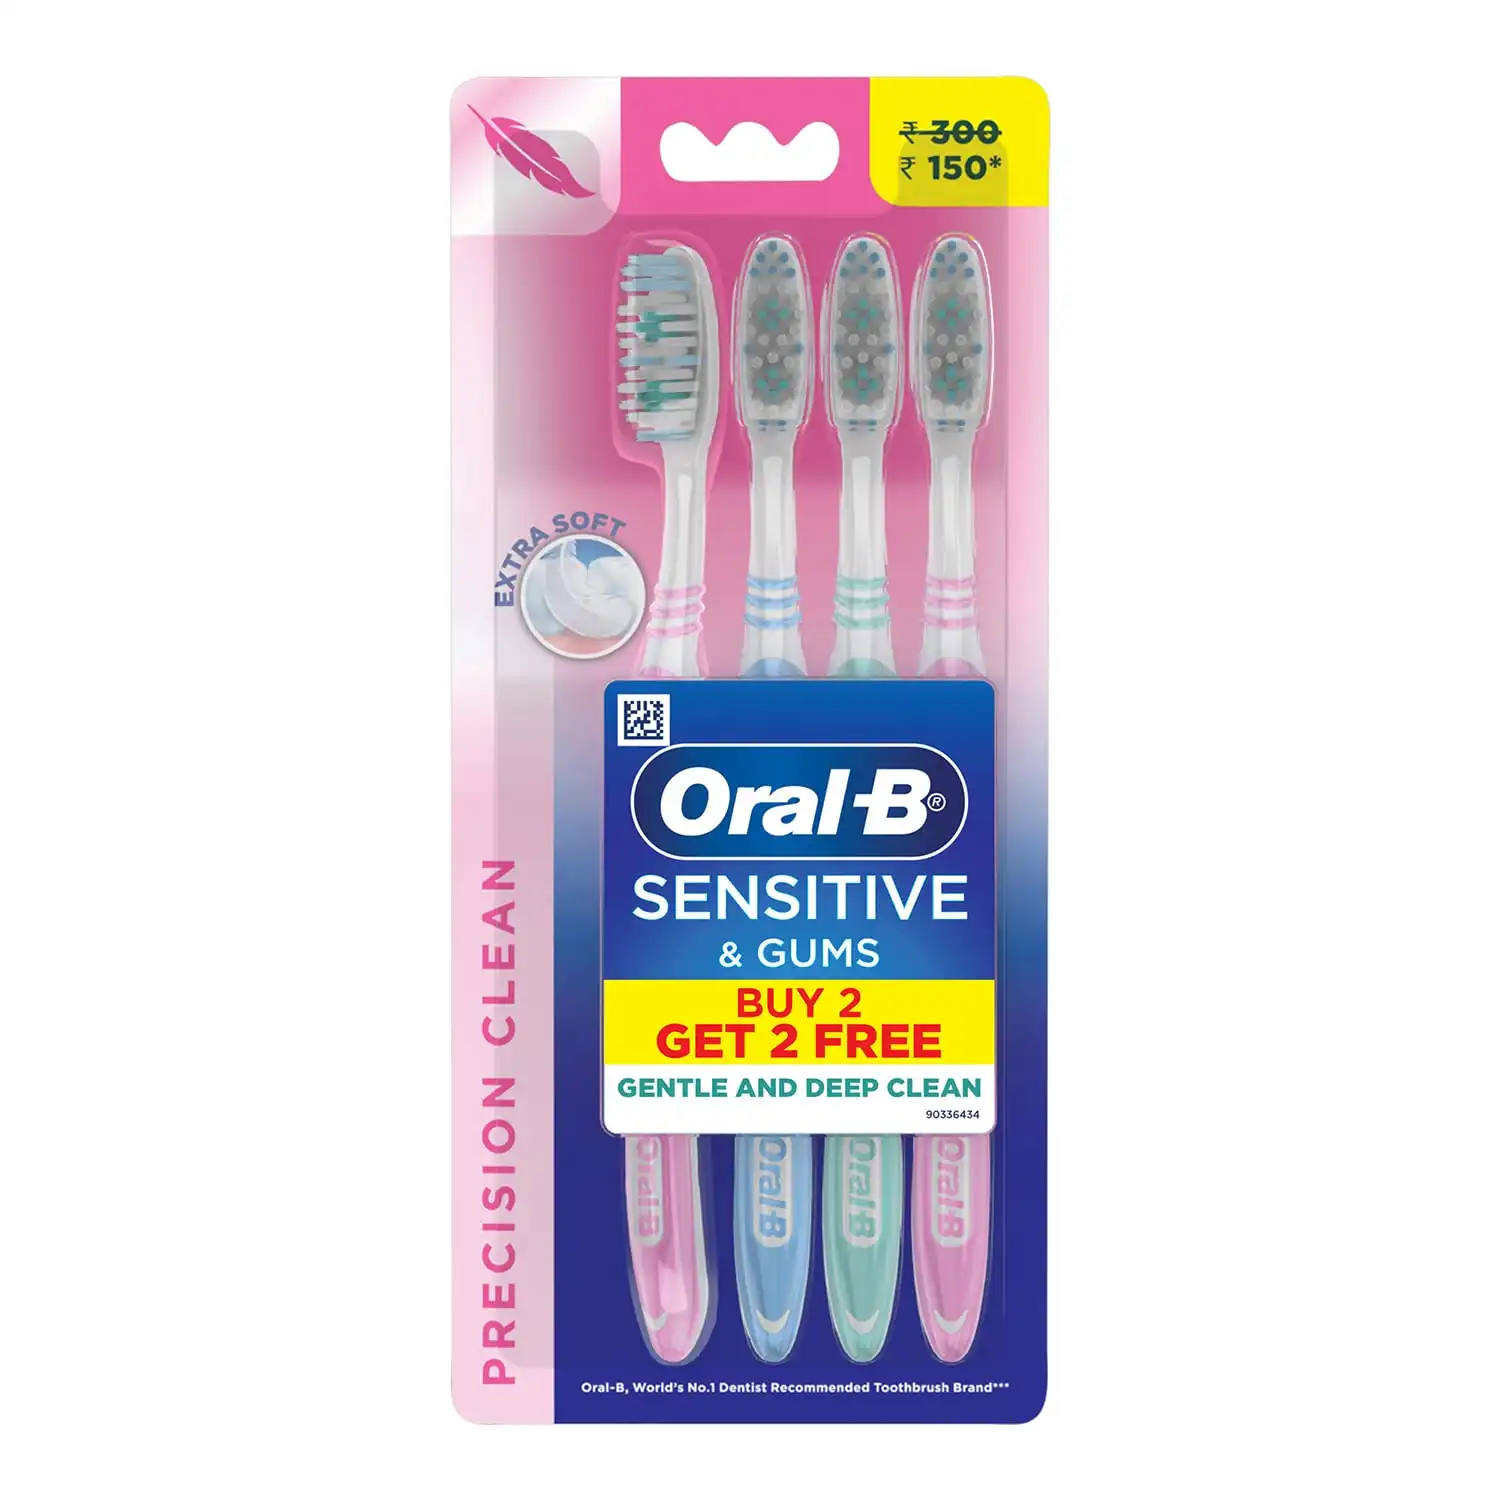 ₹ 300
₹ 150*
EXTRA SOFT
PRECISION CLEAN
Oral-B®
SENSITIVE
& GUMS
BUY 2
GET 2 FREE
GENTLE AND DEEP CLEAN
90336434
Oral-B
Oral-B
Oral-B
Oral-B
Oral-B, World's No.1 Dentist Recommended Toothbrush Brand***